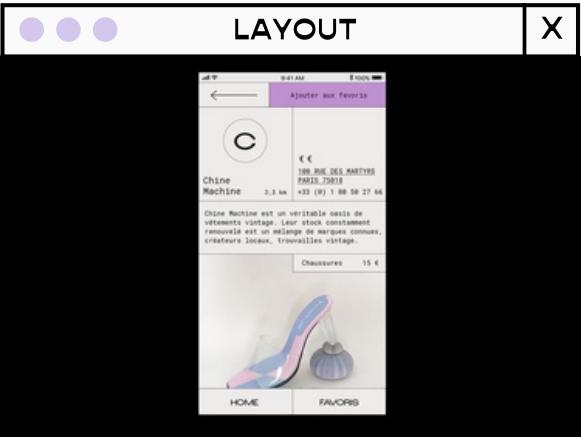 LAYOUT X
9:41 AM 100%
Ajouter aux favoris
C
€ €
100 RUE DES MARTYRS
PARIS 75018
Chine
Machine 2,3 km +33 (0) 1 80 50 27 66
Chine Machine est un véritable oasis de
vêtements vintage. Leur stock constamment
renouvelé est un mélange de marques connues,
créateurs locaux, trouvailles vintage.
Chaussures 15 €
HOME FAVORIS